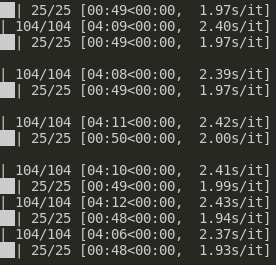 | 25/25 [00:49<00:00,  1.97s/it]
| 104/104 [04:09<00:00,  2.40s/it]
| 25/25 [00:49<00:00,  1.97s/it]
| 104/104 [04:08<00:00,  2.39s/it]
| 25/25 [00:49<00:00,  1.97s/it]
| 104/104 [04:11<00:00,  2.42s/it]
| 25/25 [00:50<00:00,  2.00s/it]
| 104/104 [04:10<00:00,  2.41s/it]
| 25/25 [00:49<00:00,  1.99s/it]
| 104/104 [04:12<00:00,  2.43s/it]
| 25/25 [00:48<00:00,  1.94s/it]
| 104/104 [04:06<00:00,  2.37s/it]
| 25/25 [00:48<00:00,  1.93s/it]